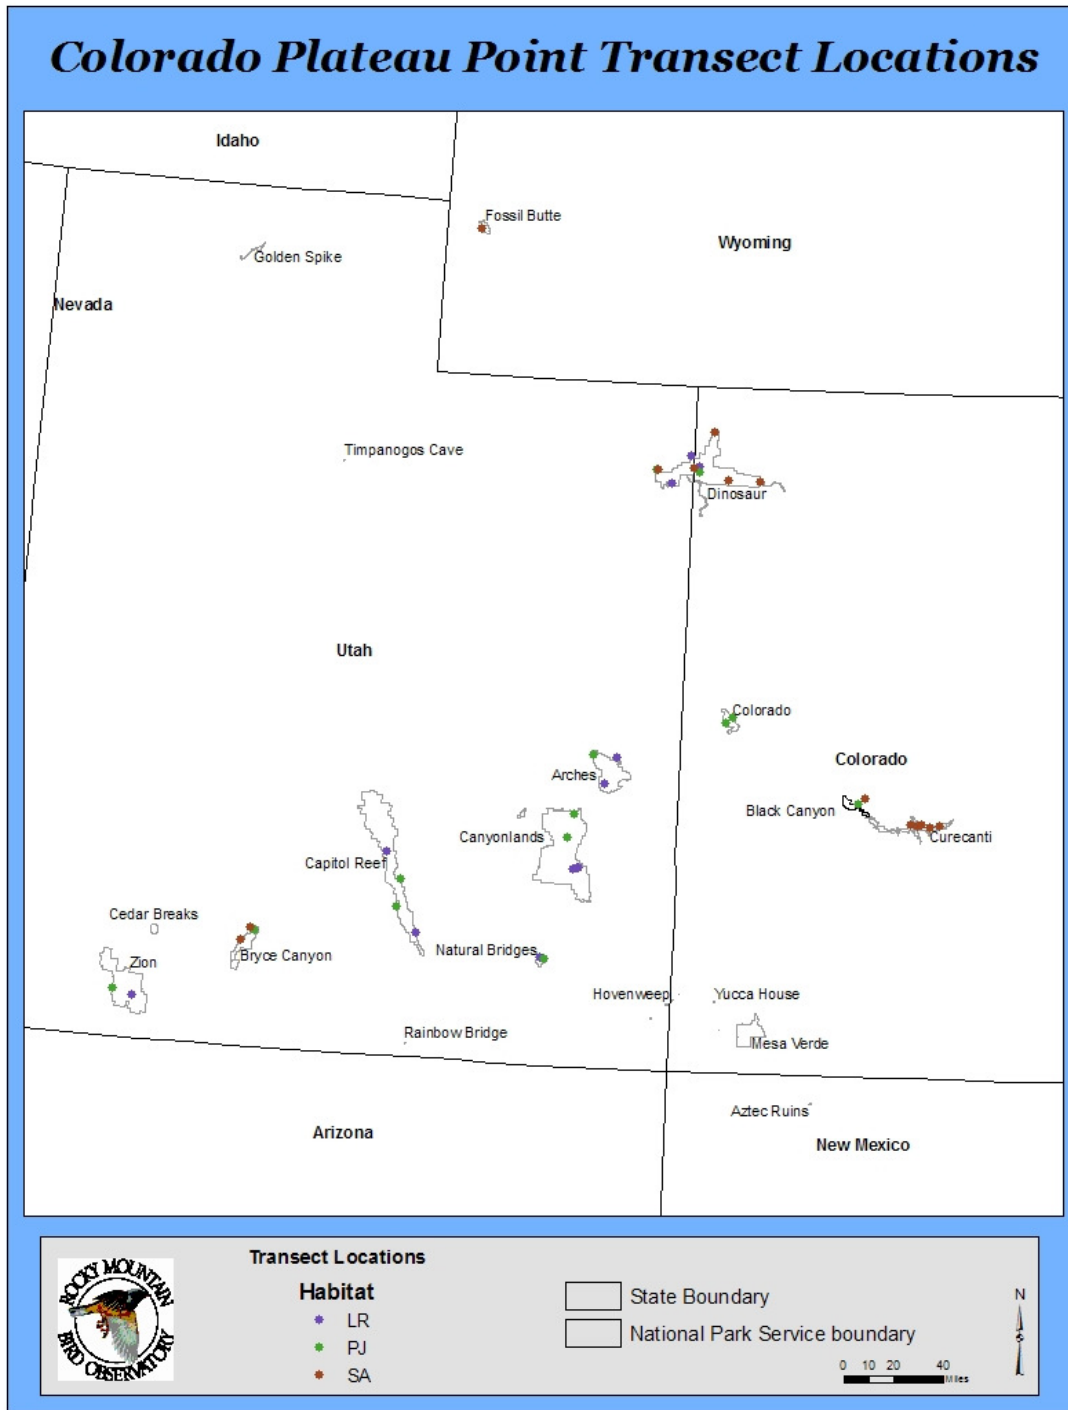 Colorado Plateau Point Transect Locations
Idaho
Fossil Butte
Wyoming
Golden Spike
Nevada
Timpanogos Cave
Dinosaur
Utah
Colorado
Colorado
Arches
Black Canyon
Canyonlands
Curecanti
Capitol Reef
Cedar Breaks
Natural Bridges
Bryce Canyon
Zion
Hovenweep
Yucca House
Rainbow Bridge
Mesa Verde
Aztec Ruins
Arizona
New Mexico
ROCKY MOUNTAIN
BIRD OBSERVATORY
Transect Locations
Habitat
LR
PJ
SA
State Boundary
National Park Service boundary
N
S
0 10 20 40
Miles